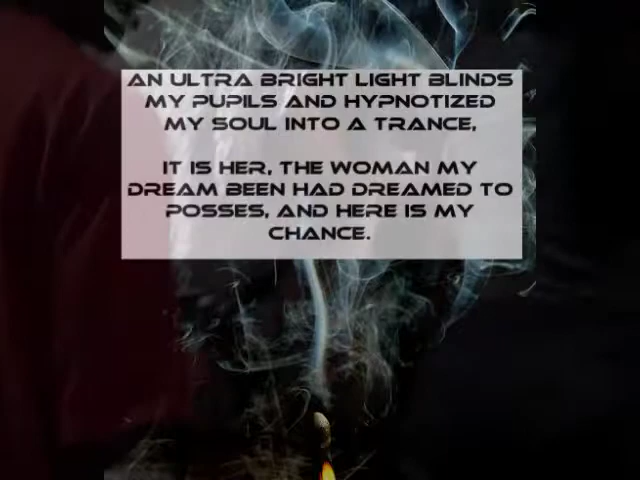 AN ULTRA BRIGHT LIGHT BLINDS
MY PUPILS AND HYPNOTIZED
MY SOUL INTO A TRANCE,
IT IS HER, THE WOMAN MY
DREAM BEEN HAD DREAMED TO
POSSES, AND HERE IS MY
CHANCE.